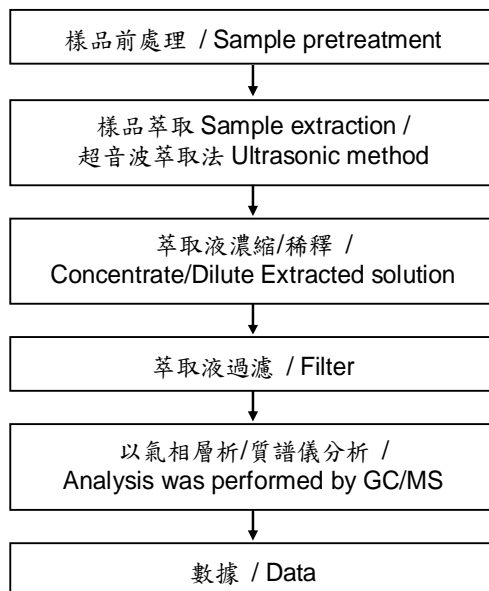 樣品前處理 / Sample pretreatment
樣品萃取 Sample extraction /
超音波萃取法 Ultrasonic method
萃取液濃縮/稀釋 /
Concentrate/Dilute Extracted solution
萃取液過濾 / Filter
以氣相層析/質譜儀分析 /
Analysis was performed by GC/MS
數據 / Data